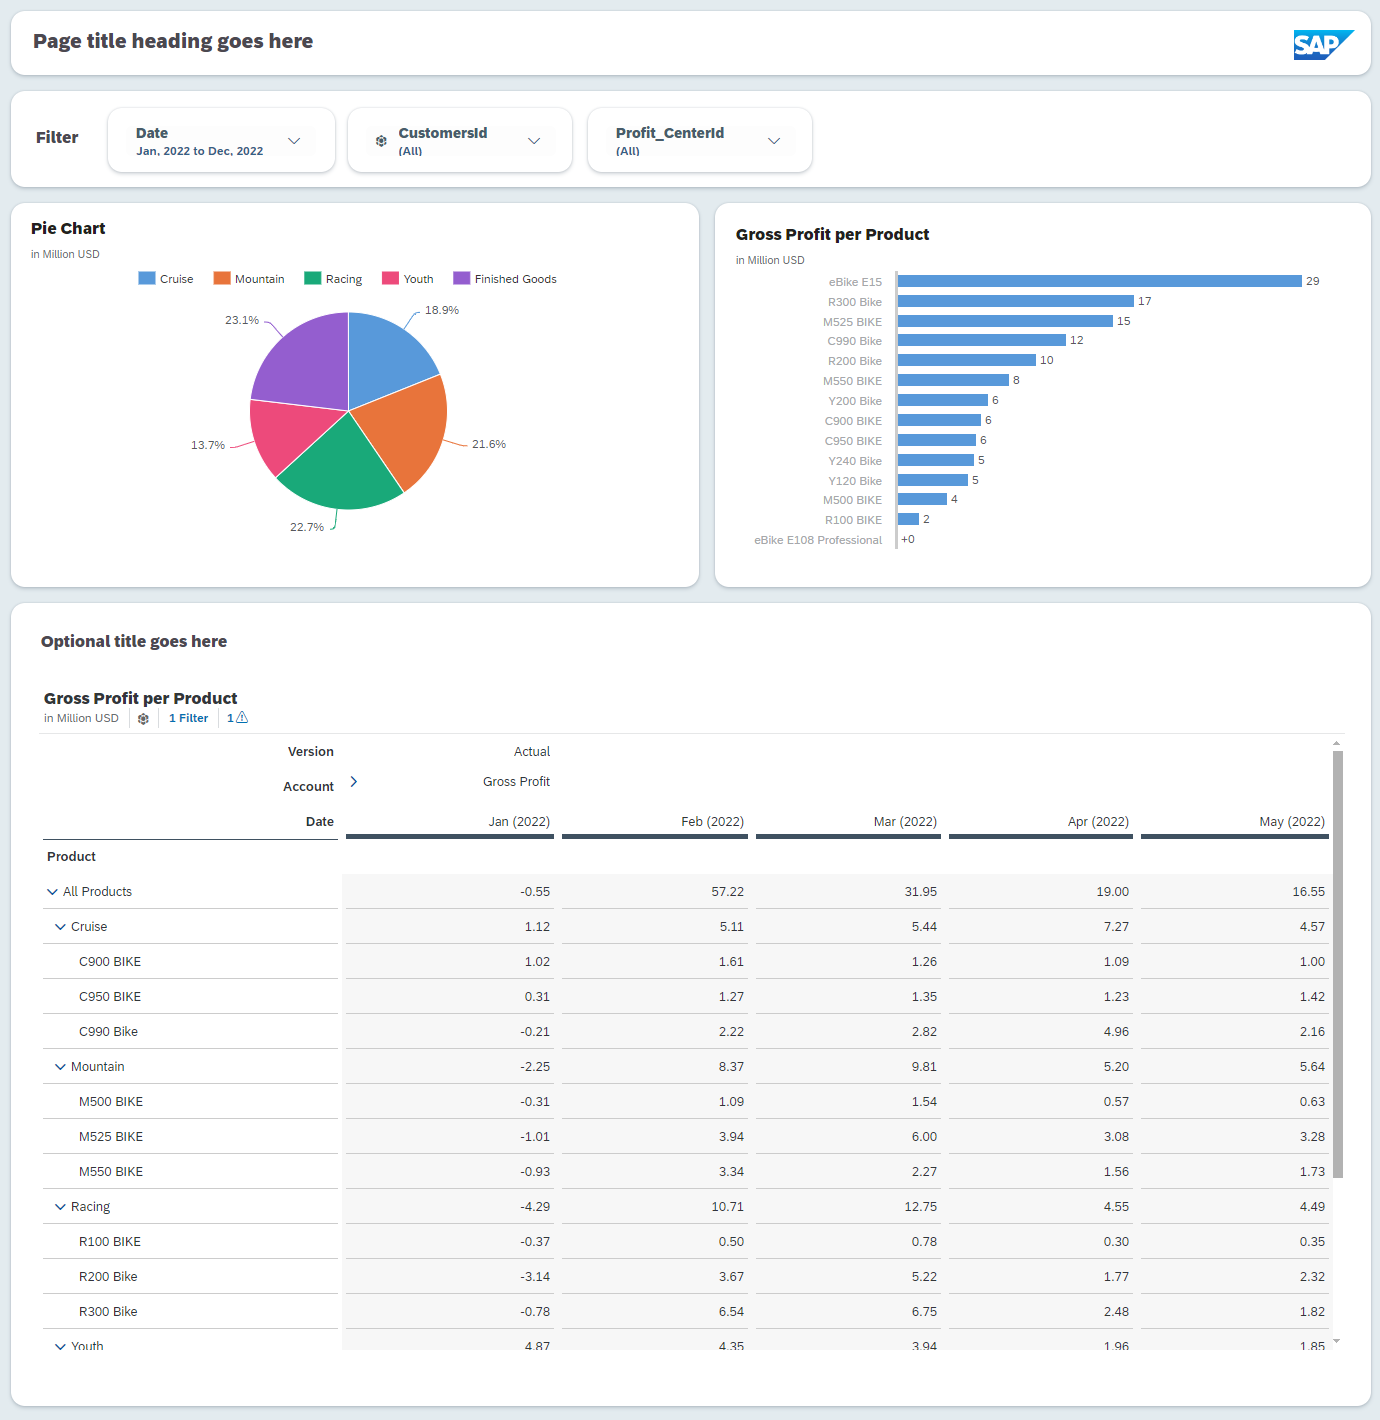 Page title heading goes here
SAP
Filter
Date
Jan, 2022 to Dec, 2022
CustomersId
(All)
Profit_CenterId
(All)
Pie Chart
in Million USD
Cruise Mountain Racing Youth Finished Goods
18.9%
23.1%
21.6%
13.7%
22.7%
Gross Profit per Product
in Million USD
eBike E15 29
R300 Bike 17
M525 BIKE 15
C990 Bike 12
R200 Bike 10
M550 BIKE 8
Y200 Bike 6
C900 BIKE 6
C950 BIKE 6
Y240 Bike 5
Y120 Bike 5
M500 BIKE 4
R100 BIKE 2
eBike E108 Professional +0
Optional title goes here
Gross Profit per Product
in Million USD 1 Filter 1
Version Actual
Account Gross Profit
Date Jan (2022) Feb (2022) Mar (2022) Apr (2022) May (2022)
Product
All Products -0.55 57.22 31.95 19.00 16.55
Cruise 1.12 5.11 5.44 7.27 4.57
C900 BIKE 1.02 1.61 1.26 1.09 1.00
C950 BIKE 0.31 1.27 1.35 1.23 1.42
C990 Bike -0.21 2.22 2.82 4.96 2.16
Mountain -2.25 8.37 9.81 5.20 5.64
M500 BIKE -0.31 1.09 1.54 0.57 0.63
M525 BIKE -1.01 3.94 6.00 3.08 3.28
M550 BIKE -0.93 3.34 2.27 1.56 1.73
Racing -4.29 10.71 12.75 4.55 4.49
R100 BIKE -0.37 0.50 0.78 0.30 0.35
R200 Bike -3.14 3.67 5.22 1.77 2.32
R300 Bike -0.78 6.54 6.75 2.48 1.82
Youth 4.87 4.35 3.94 1.96 1.85